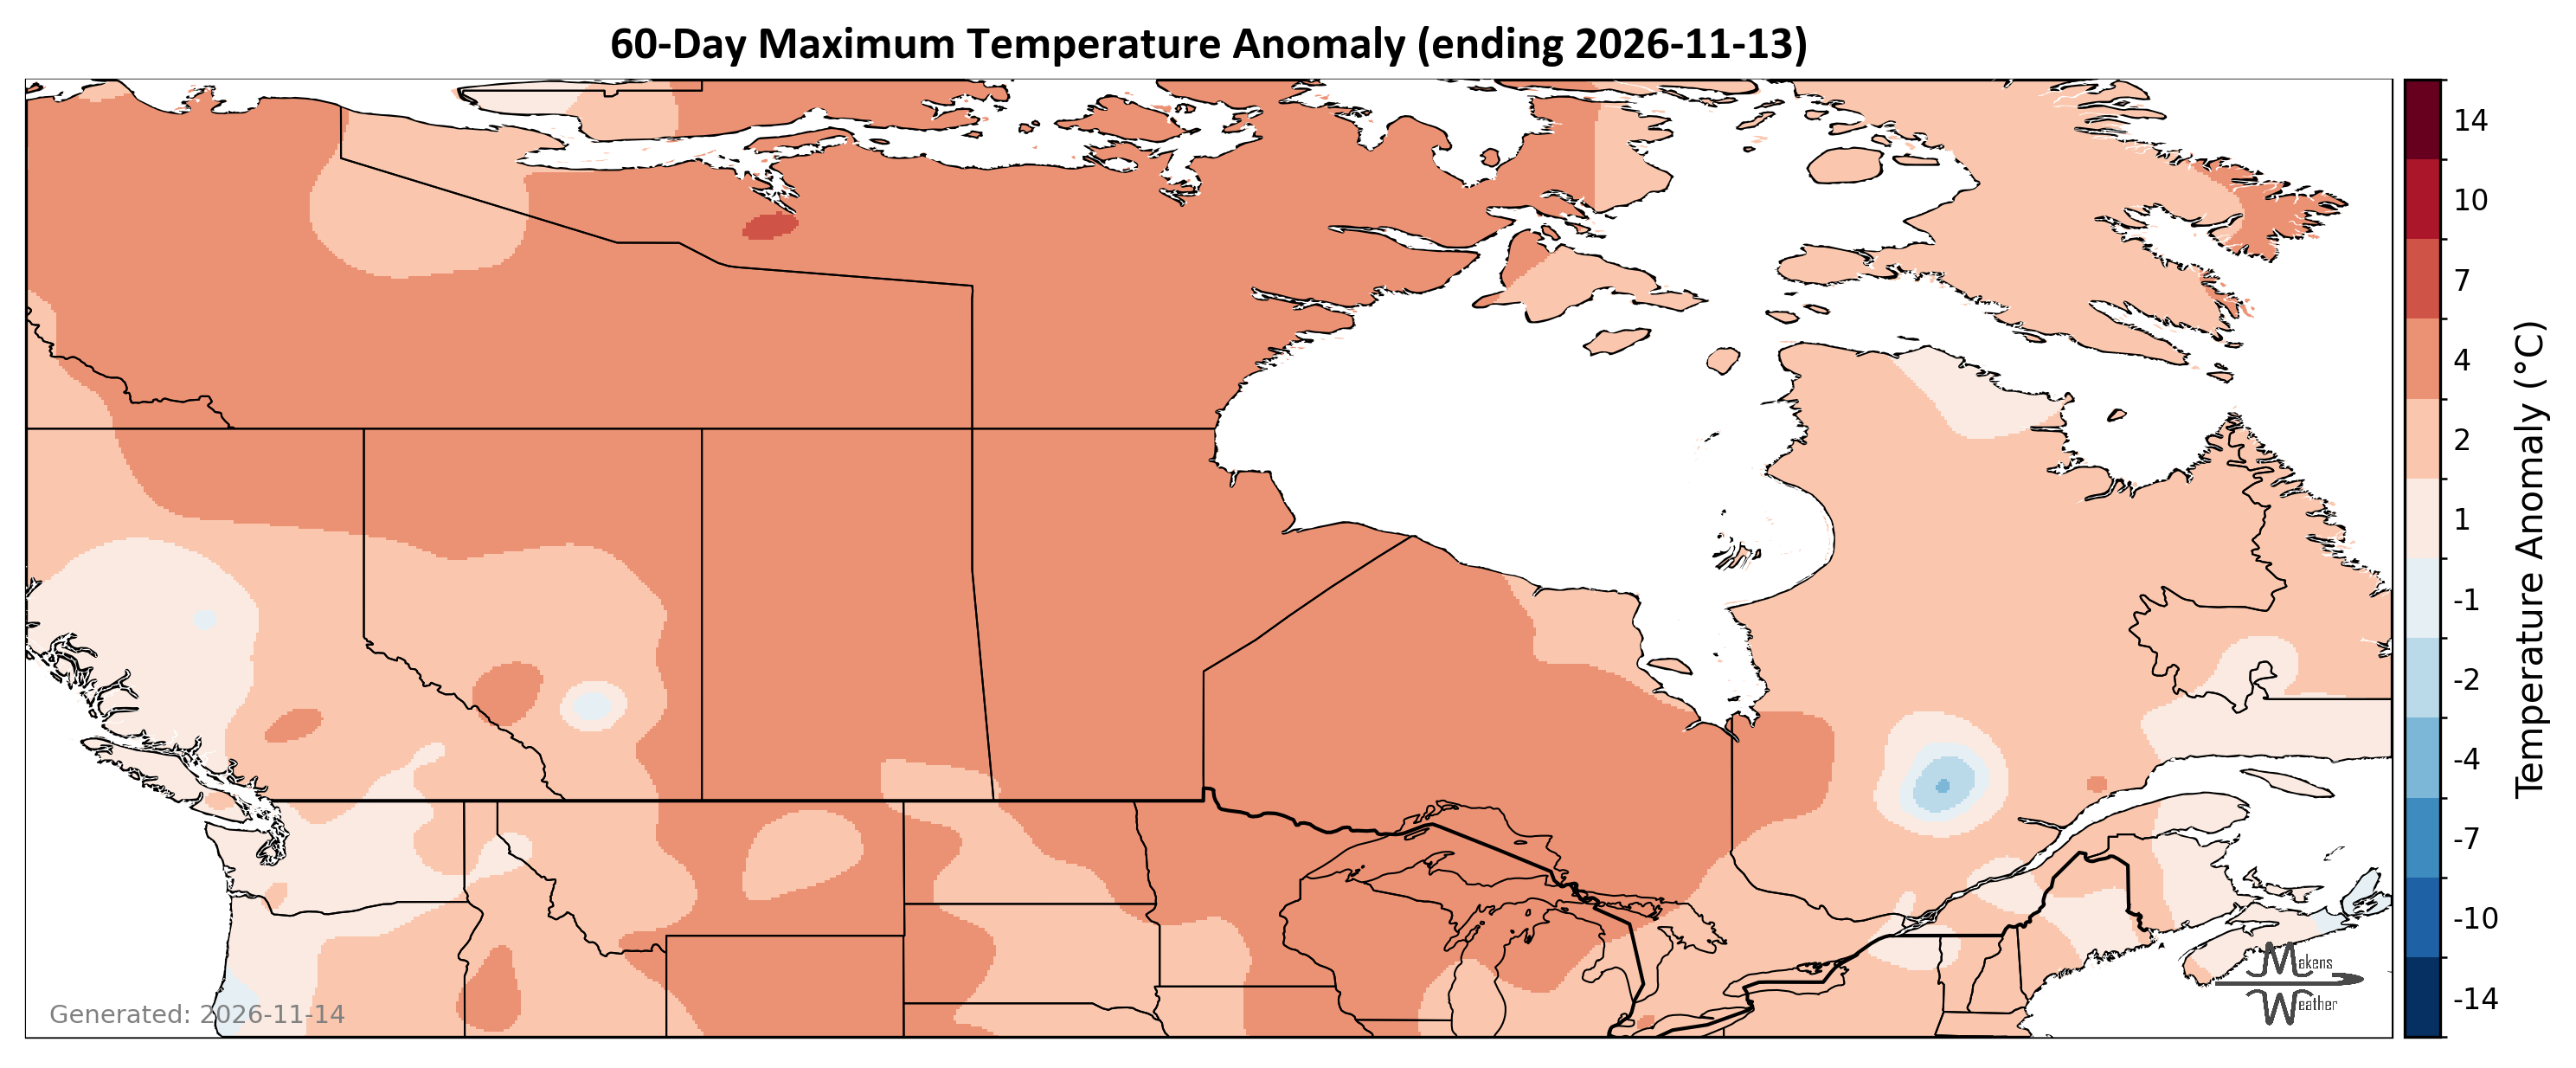 60-Day Maximum Temperature Anomaly (ending 2026-11-13)
14
10
7
4
2
1
-1
-2
-4
-7
-10
-14
Temperature Anomaly (°C)
Makens
Weather
Generated: 2026-11-14